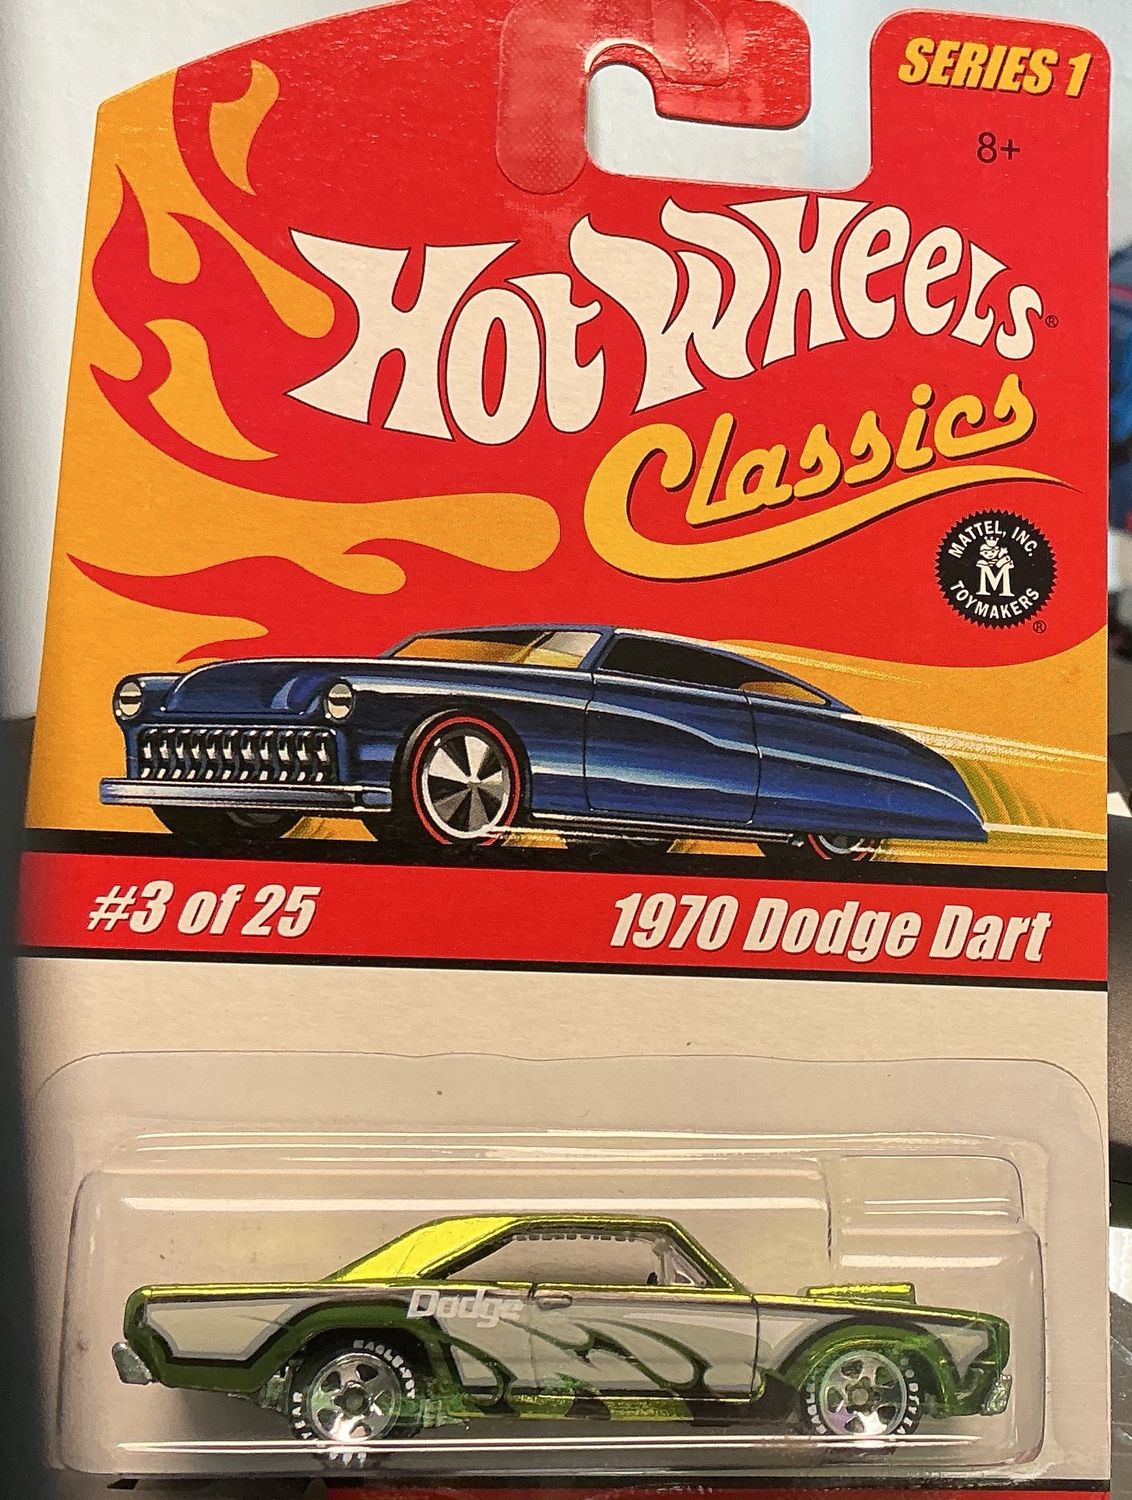 SERIES 1
8+
Hot Wheels®
Classics
MATTEL, INC.
M
TOYMAKERS
®
#3 of 25
1970 Dodge Dart
Dodge